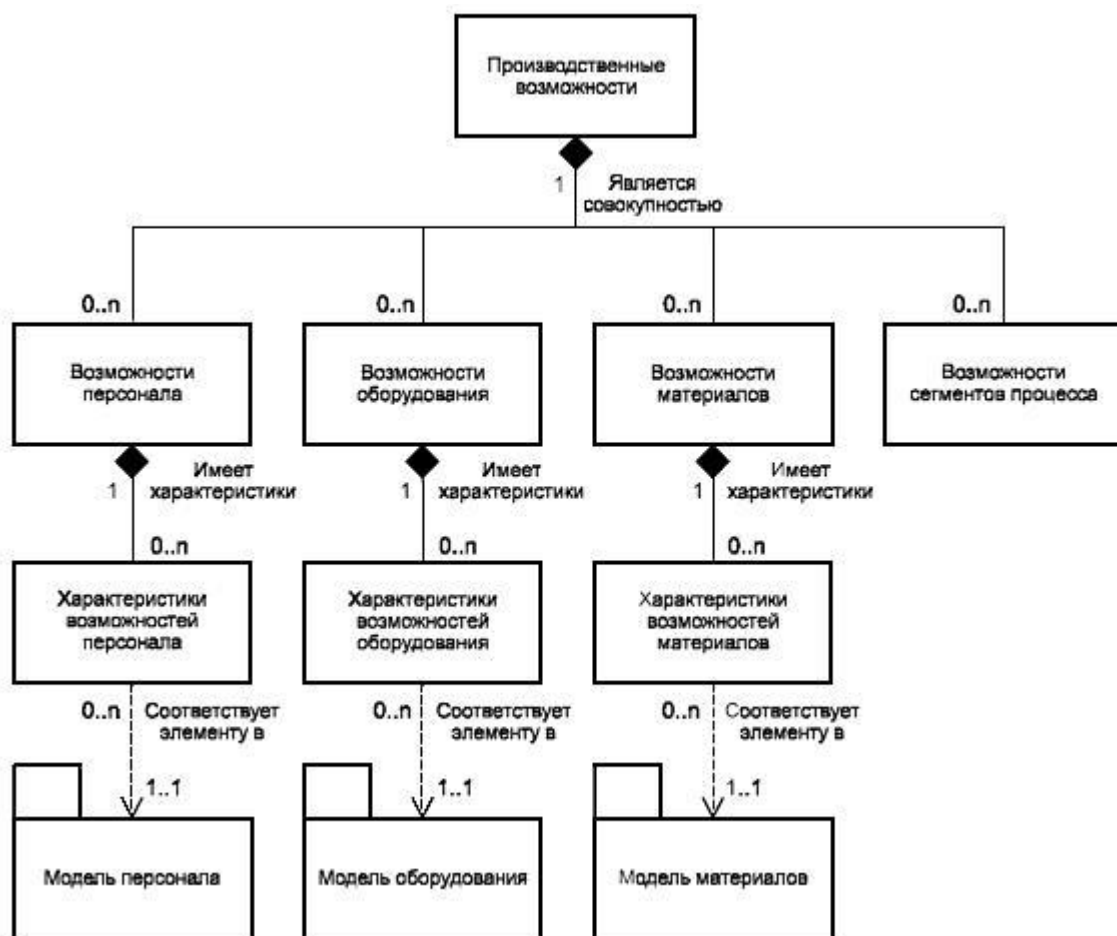 Производственные
возможности
1
Является
совокупностью
0..n
0..n
0..n
0..n
Возможности
персонала
Возможности
оборудования
Возможности
материалов
Возможности
сегментов процесса
1
Имеет
характеристики
1
Имеет
характеристики
1
Имеет
характеристики
0..n
0..n
0..n
Характеристики
возможностей
персонала
Характеристики
возможностей
оборудования
Характеристики
возможностей
материалов
0..n
Соответствует
элементу в
0..n
Соответствует
элементу в
0..n
Соответствует
элементу в
1..1
1..1
1..1
Модель персонала
Модель оборудования
Модель материалов